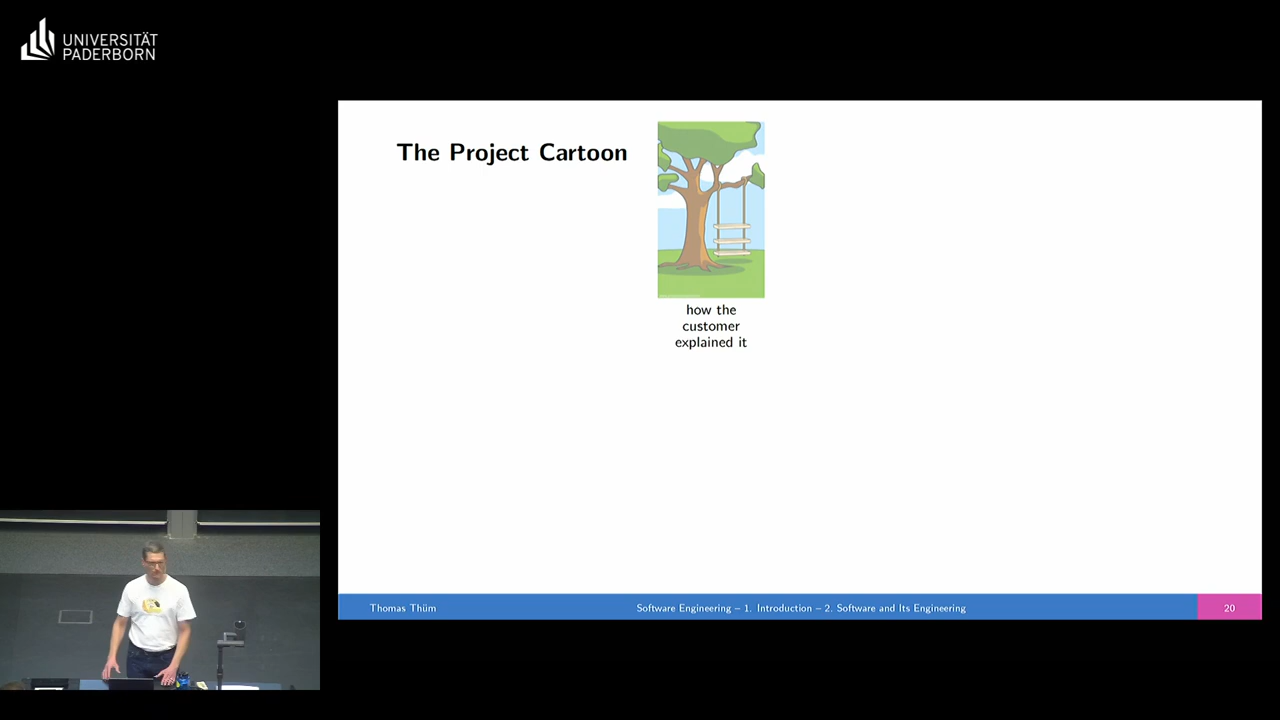 UNIVERSITÄT
PADERBORN
The Project Cartoon
how the
customer
explained it
Thomas Thüm
Software Engineering – 1. Introduction – 2. Software and Its Engineering
20